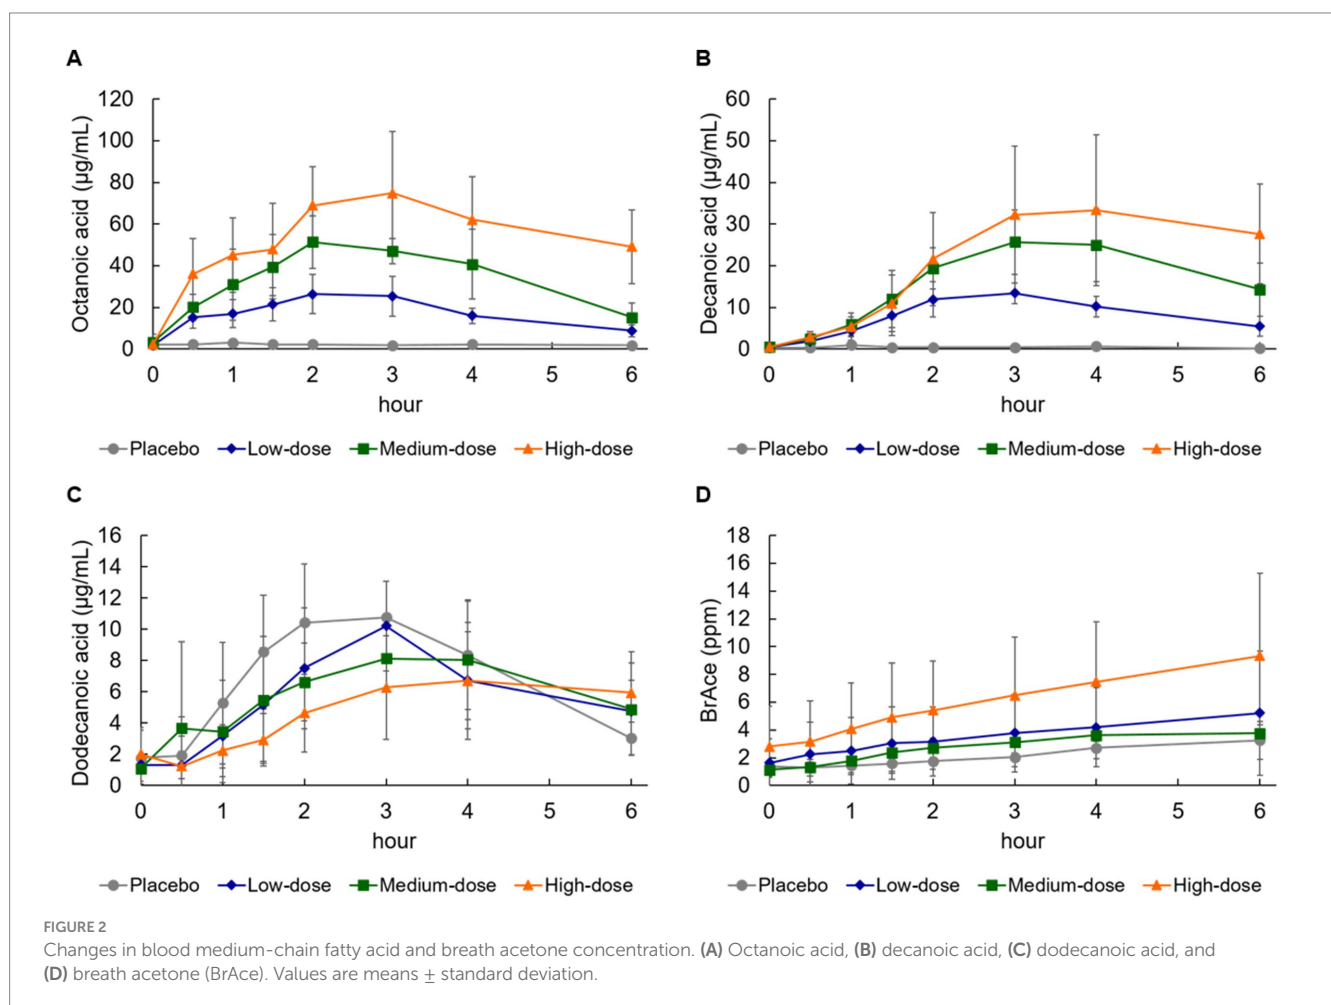 A
120
100
80
60
40
20
0
Octanoic acid (µg/mL)
0 1 2 3 4 5 6
hour
Placebo Low-dose Medium-dose High-dose
B
60
50
40
30
20
10
0
Decanoic acid (µg/mL)
0 1 2 3 4 5 6
hour
Placebo Low-dose Medium-dose High-dose
C
16
14
12
10
8
6
4
2
0
Dodecanoic acid (µg/mL)
0 1 2 3 4 5 6
hour
Placebo Low-dose Medium-dose High-dose
D
18
16
14
12
10
8
6
4
2
0
BrAce (ppm)
0 1 2 3 4 5 6
hour
Placebo Low-dose Medium-dose High-dose
FIGURE 2
Changes in blood medium-chain fatty acid and breath acetone concentration. (A) Octanoic acid, (B) decanoic acid, (C) dodecanoic acid, and
(D) breath acetone (BrAce). Values are means ± standard deviation.